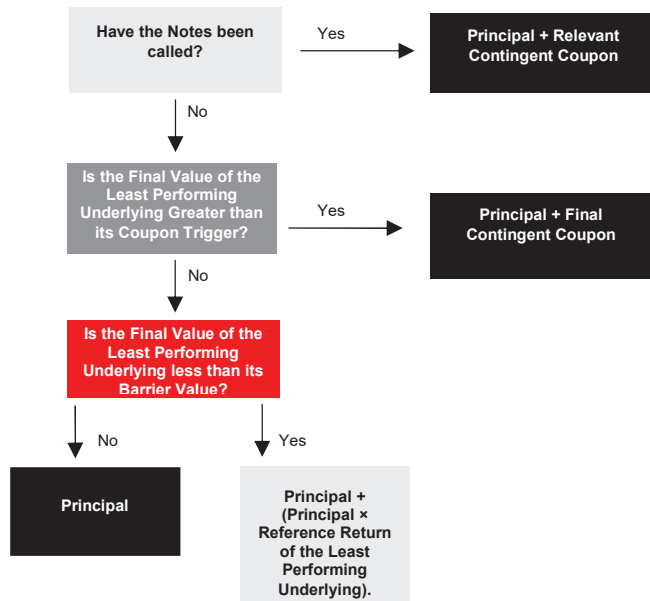 Have the Notes been
called?
Yes
Principal + Relevant
Contingent Coupon
No
Is the Final Value of the
Least Performing
Underlying Greater than
its Coupon Trigger?
Yes
Principal + Final
Contingent Coupon
No
Is the Final Value of the
Least Performing
Underlying less than its
Barrier Value?
No
Yes
Principal
Principal +
(Principal ×
Reference Return
of the Least
Performing
Underlying).